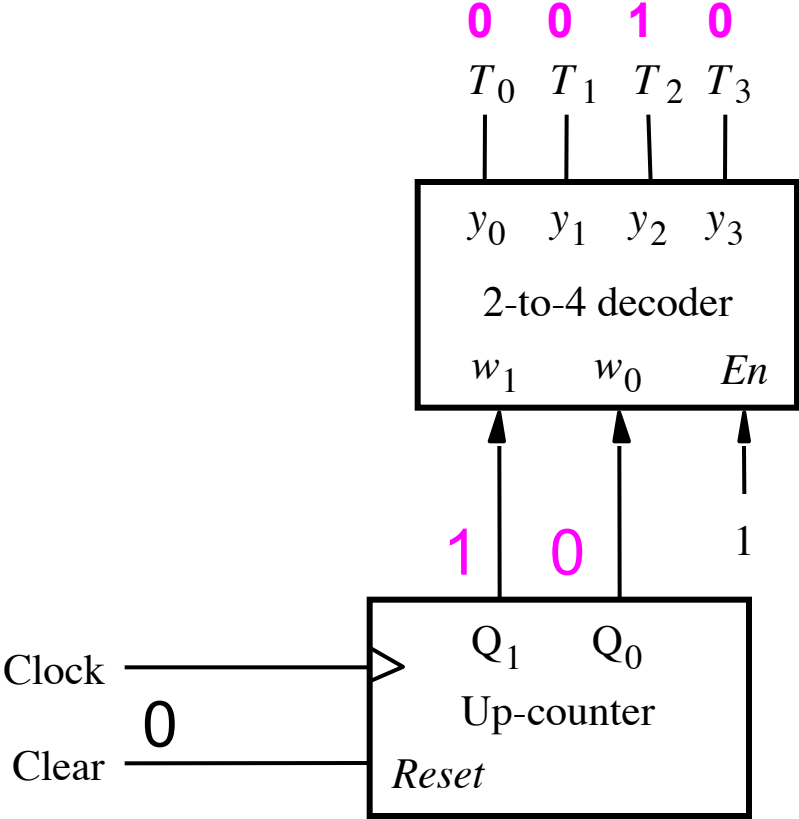 0 0 1 0
T0 T1 T2 T3
y0 y1 y2 y3
2-to-4 decoder
w1 w0 En
1 0 1
Q1 Q0
Clock
Up-counter
0
Clear
Reset